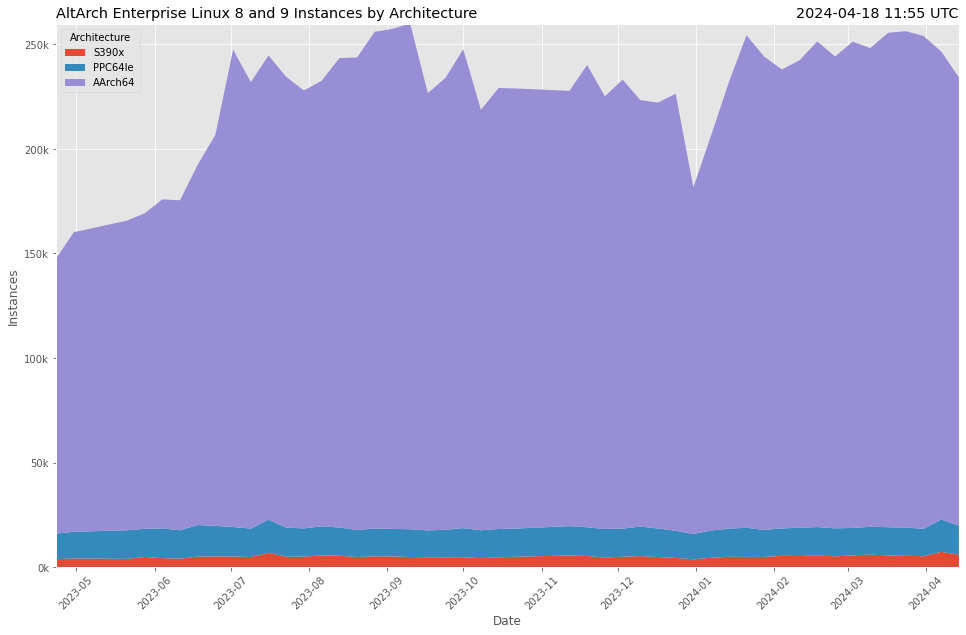 AltArch Enterprise Linux 8 and 9 Instances by Architecture
2024-04-18 11:55 UTC
Architecture
S390x
PPC64le
AArch64
250k
200k
150k
100k
50k
0k
Instances
2023-05
2023-06
2023-07
2023-08
2023-09
2023-10
2023-11
2023-12
2024-01
2024-02
2024-03
2024-04
Date